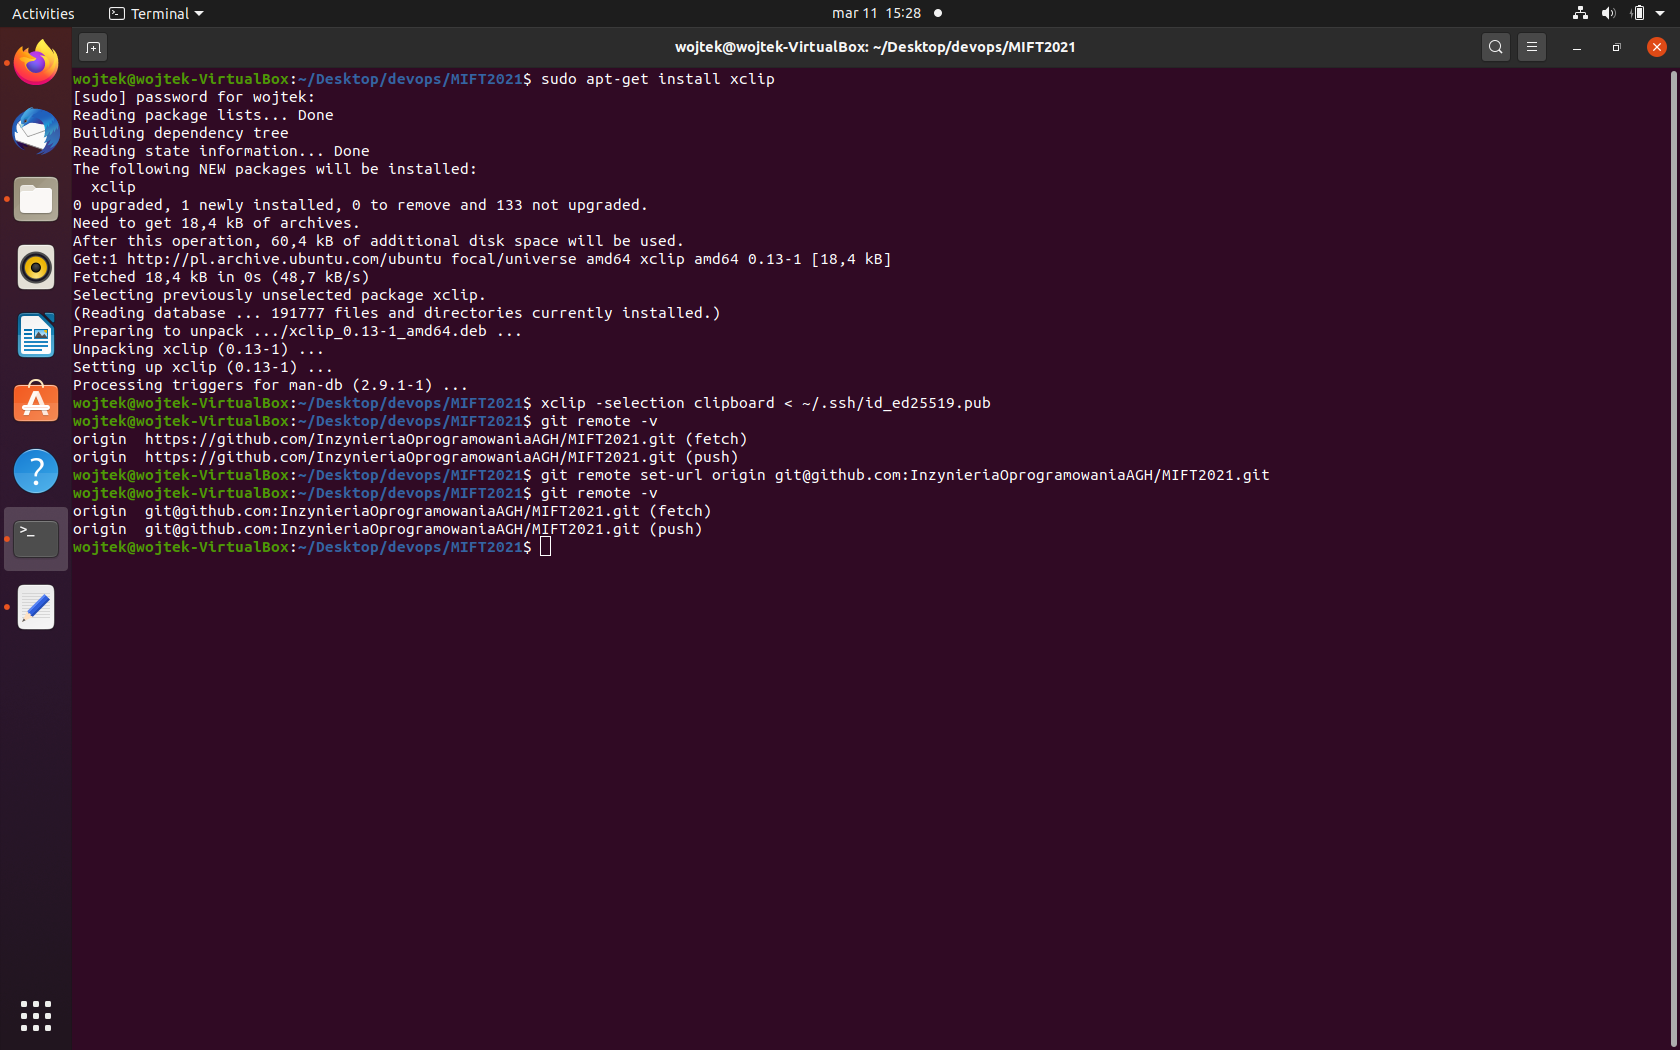 Activities Terminal mar 11 15:28
wojtek@wojtek-VirtualBox: ~/Desktop/devops/MIFT2021
wojtek@wojtek-VirtualBox:~/Desktop/devops/MIFT2021$ sudo apt-get install xclip
[sudo] password for wojtek:
Reading package lists... Done
Building dependency tree
Reading state information... Done
The following NEW packages will be installed:
  xclip
0 upgraded, 1 newly installed, 0 to remove and 133 not upgraded.
Need to get 18,4 kB of archives.
After this operation, 60,4 kB of additional disk space will be used.
Get:1 http://pl.archive.ubuntu.com/ubuntu focal/universe amd64 xclip amd64 0.13-1 [18,4 kB]
Fetched 18,4 kB in 0s (48,7 kB/s)
Selecting previously unselected package xclip.
(Reading database ... 191777 files and directories currently installed.)
Preparing to unpack .../xclip_0.13-1_amd64.deb ...
Unpacking xclip (0.13-1) ...
Setting up xclip (0.13-1) ...
Processing triggers for man-db (2.9.1-1) ...
wojtek@wojtek-VirtualBox:~/Desktop/devops/MIFT2021$ xclip -selection clipboard < ~/.ssh/id_ed25519.pub
wojtek@wojtek-VirtualBox:~/Desktop/devops/MIFT2021$ git remote -v
origin  https://github.com/InzynieriaOprogramowaniaAGH/MIFT2021.git (fetch)
origin  https://github.com/InzynieriaOprogramowaniaAGH/MIFT2021.git (push)
wojtek@wojtek-VirtualBox:~/Desktop/devops/MIFT2021$ git remote set-url origin git@github.com:InzynieriaOprogramowaniaAGH/MIFT2021.git
wojtek@wojtek-VirtualBox:~/Desktop/devops/MIFT2021$ git remote -v
origin  git@github.com:InzynieriaOprogramowaniaAGH/MIFT2021.git (fetch)
origin  git@github.com:InzynieriaOprogramowaniaAGH/MIFT2021.git (push)
wojtek@wojtek-VirtualBox:~/Desktop/devops/MIFT2021$